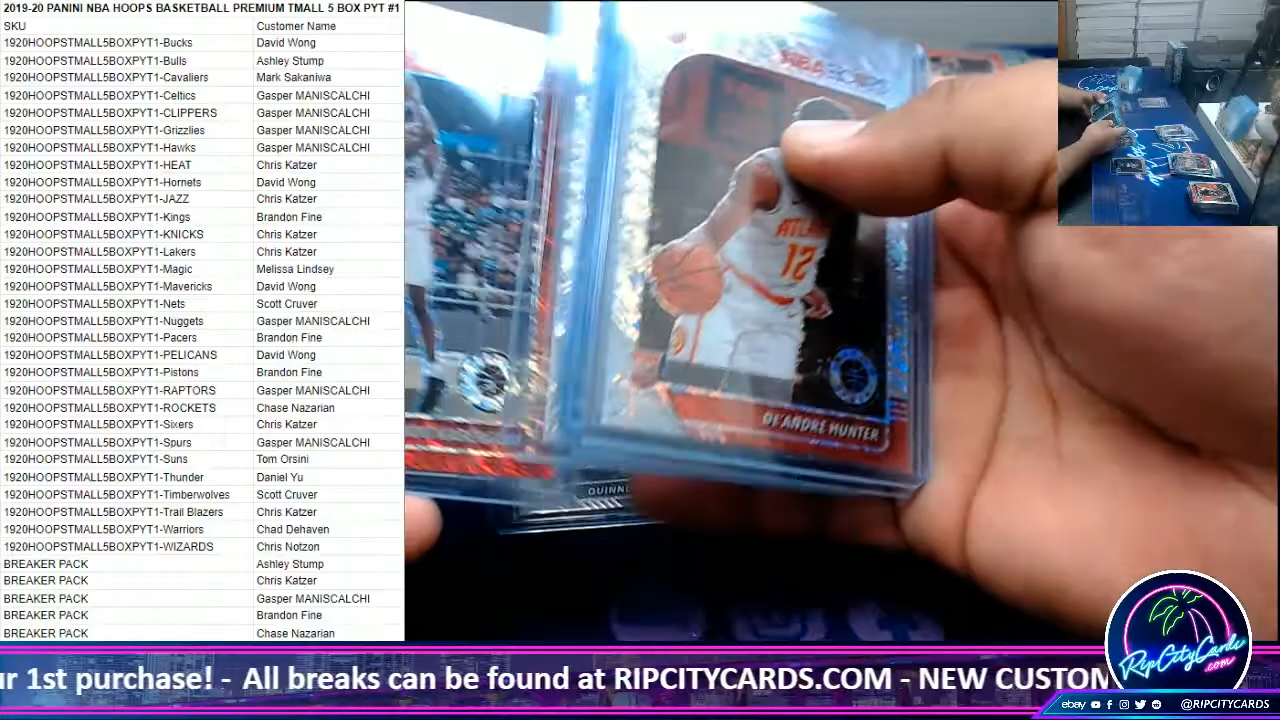 2019-20 PANINI NBA HOOPS BASKETBALL PREMIUM TMALL 5 BOX PYT #1
SKU Customer Name
1920HOOPSTMALL5BOXPYT1-Bucks David Wong
1920HOOPSTMALL5BOXPYT1-Bulls Ashley Stump
1920HOOPSTMALL5BOXPYT1-Cavaliers Mark Sakaniwa
1920HOOPSTMALL5BOXPYT1-Celtics Gasper MANISCALCHI
1920HOOPSTMALL5BOXPYT1-CLIPPERS Gasper MANISCALCHI
1920HOOPSTMALL5BOXPYT1-Grizzlies Gasper MANISCALCHI
1920HOOPSTMALL5BOXPYT1-Hawks Gasper MANISCALCHI
1920HOOPSTMALL5BOXPYT1-HEAT Chris Katzer
1920HOOPSTMALL5BOXPYT1-Hornets David Wong
1920HOOPSTMALL5BOXPYT1-JAZZ Chris Katzer
1920HOOPSTMALL5BOXPYT1-Kings Brandon Fine
1920HOOPSTMALL5BOXPYT1-KNICKS Chris Katzer
1920HOOPSTMALL5BOXPYT1-Lakers Chris Katzer
1920HOOPSTMALL5BOXPYT1-Magic Melissa Lindsey
1920HOOPSTMALL5BOXPYT1-Mavericks David Wong
1920HOOPSTMALL5BOXPYT1-Nets Scott Cruver
1920HOOPSTMALL5BOXPYT1-Nuggets Gasper MANISCALCHI
1920HOOPSTMALL5BOXPYT1-Pacers Brandon Fine
1920HOOPSTMALL5BOXPYT1-PELICANS David Wong
1920HOOPSTMALL5BOXPYT1-Pistons Brandon Fine
1920HOOPSTMALL5BOXPYT1-RAPTORS Gasper MANISCALCHI
1920HOOPSTMALL5BOXPYT1-ROCKETS Chase Nazarian
1920HOOPSTMALL5BOXPYT1-Sixers Chris Katzer
1920HOOPSTMALL5BOXPYT1-Spurs Gasper MANISCALCHI
1920HOOPSTMALL5BOXPYT1-Suns Tom Orsini
1920HOOPSTMALL5BOXPYT1-Thunder Daniel Yu
1920HOOPSTMALL5BOXPYT1-Timberwolves Scott Cruver
1920HOOPSTMALL5BOXPYT1-Trail Blazers Chris Katzer
1920HOOPSTMALL5BOXPYT1-Warriors Chad Dehaven
1920HOOPSTMALL5BOXPYT1-WIZARDS Chris Notzon
BREAKER PACK Ashley Stump
BREAKER PACK Chris Katzer
BREAKER PACK Gasper MANISCALCHI
BREAKER PACK Brandon Fine
BREAKER PACK Chase Nazarian
NBA HOOPS
12
DE'ANDRE HUNTER
QUINN
RipCityCards
.com
r 1st purchase! - All breaks can be found at RIPCITYCARDS.COM - NEW CUSTOM
ebay @RIPCITYCARDS